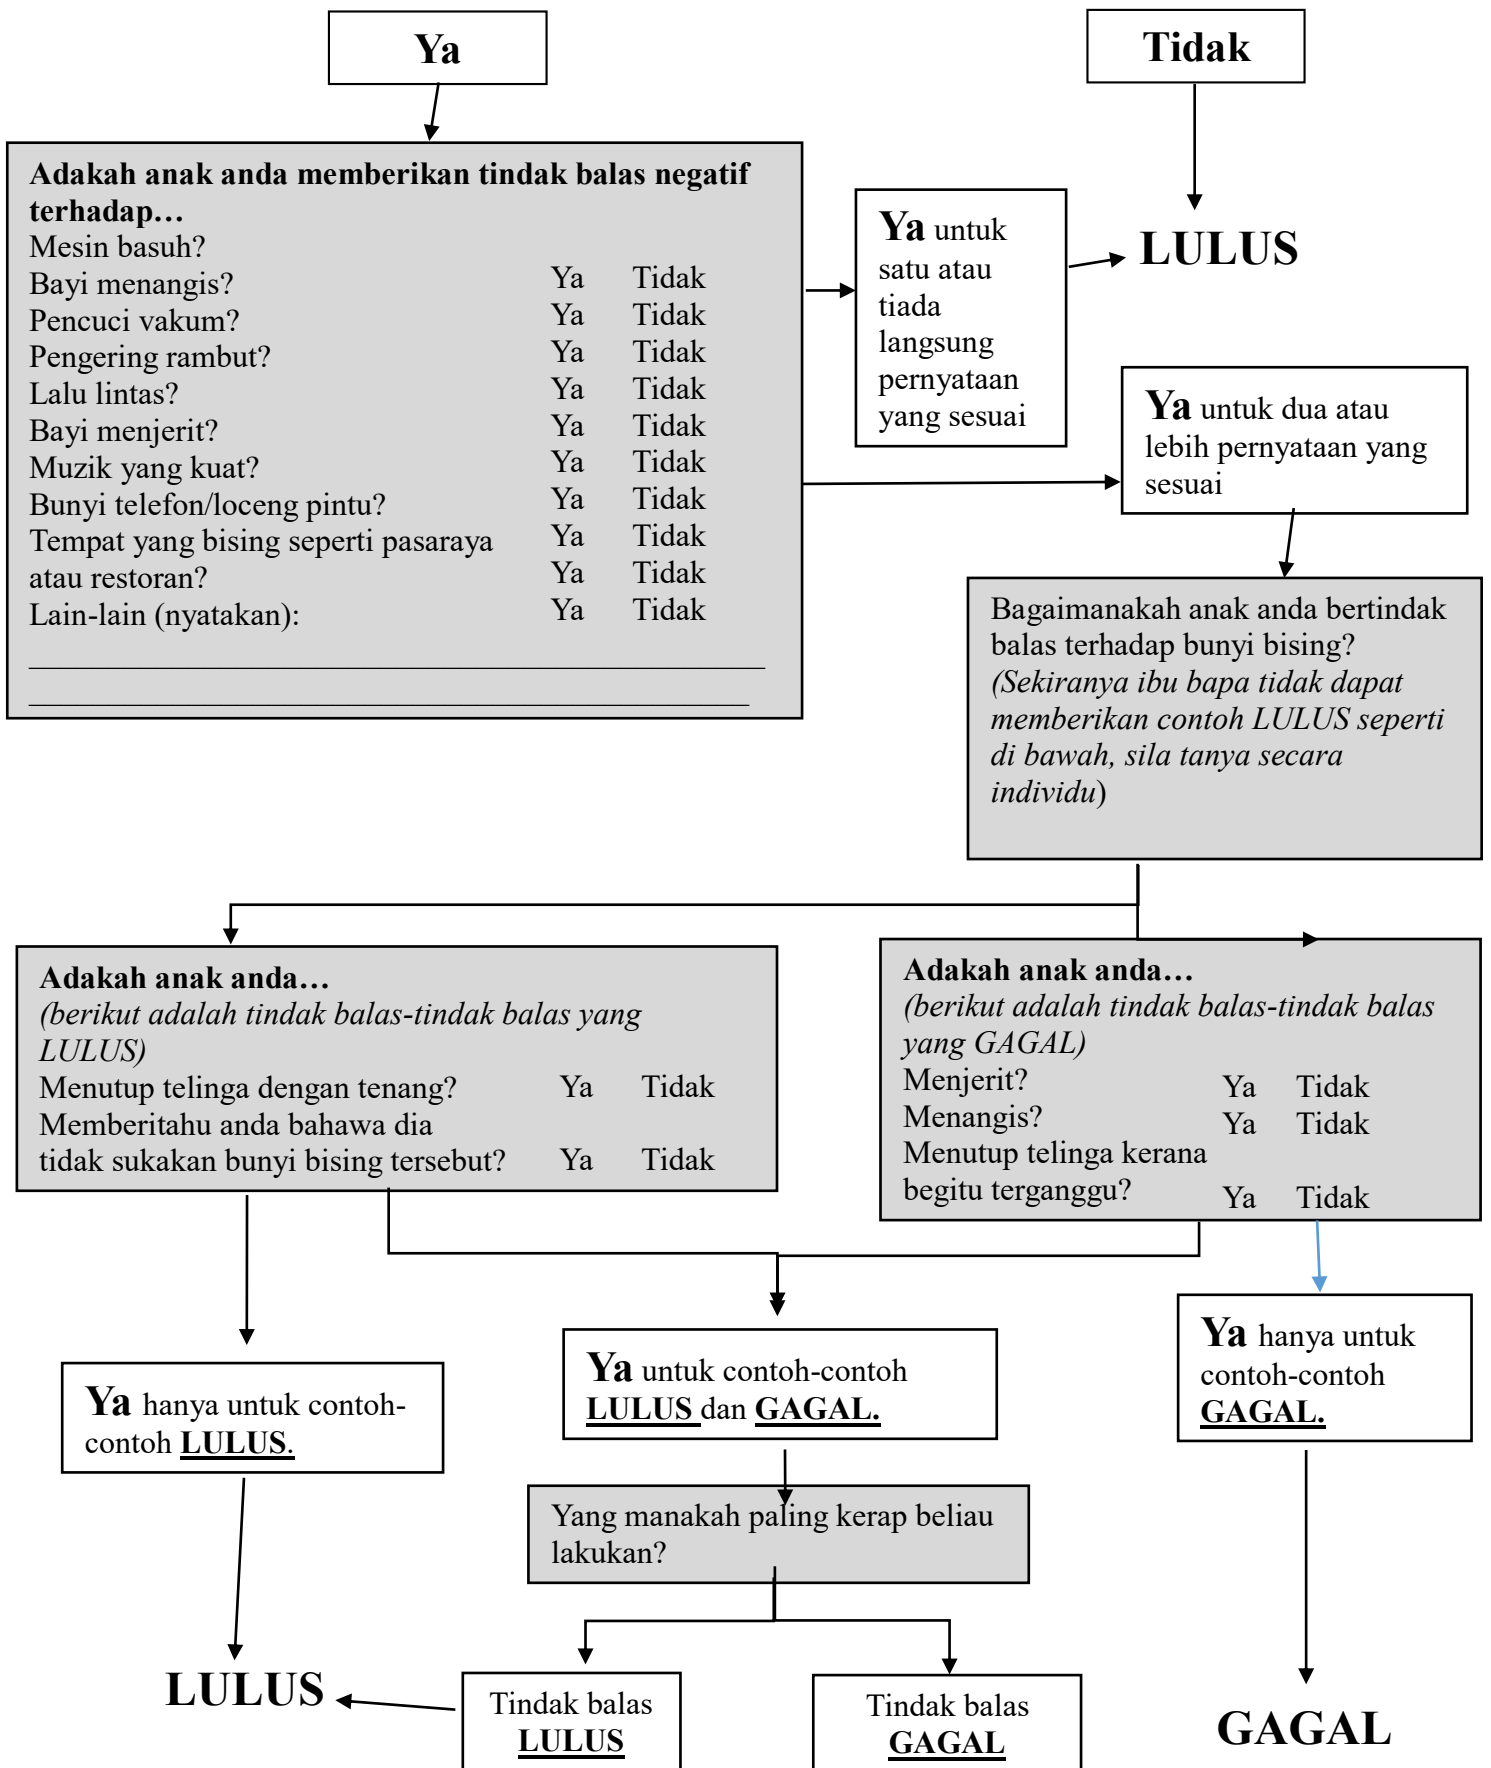 Ya
Tidak
Adakah anak anda memberikan tindak balas negatif
terhadap…
Mesin basuh?
Bayi menangis? Ya Tidak
Pencuci vakum? Ya Tidak
Pengering rambut? Ya Tidak
Lalu lintas? Ya Tidak
Bayi menjerit? Ya Tidak
Muzik yang kuat? Ya Tidak
Bunyi telefon/loceng pintu? Ya Tidak
Tempat yang bising seperti pasaraya Ya Tidak
atau restoran? Ya Tidak
Lain-lain (nyatakan): Ya Tidak
Ya untuk
satu atau
tiada
langsung
pernyataan
yang sesuai
LULUS
Ya untuk dua atau
lebih pernyataan yang
sesuai
Bagaimanakah anak anda bertindak
balas terhadap bunyi bising?
(Sekiranya ibu bapa tidak dapat
memberikan contoh LULUS seperti
di bawah, sila tanya secara
individu)
Adakah anak anda…
(berikut adalah tindak balas-tindak balas yang
LULUS)
Menutup telinga dengan tenang? Ya Tidak
Memberitahu anda bahawa dia
tidak sukakan bunyi bising tersebut? Ya Tidak
Adakah anak anda…
(berikut adalah tindak balas-tindak balas
yang GAGAL)
Menjerit? Ya Tidak
Menangis? Ya Tidak
Menutup telinga kerana
begitu terganggu? Ya Tidak
Ya hanya untuk contoh-
contoh LULUS.
Ya untuk contoh-contoh
LULUS dan GAGAL.
Ya hanya untuk
contoh-contoh
GAGAL.
Yang manakah paling kerap beliau
lakukan?
LULUS
Tindak balas
LULUS
Tindak balas
GAGAL
GAGAL